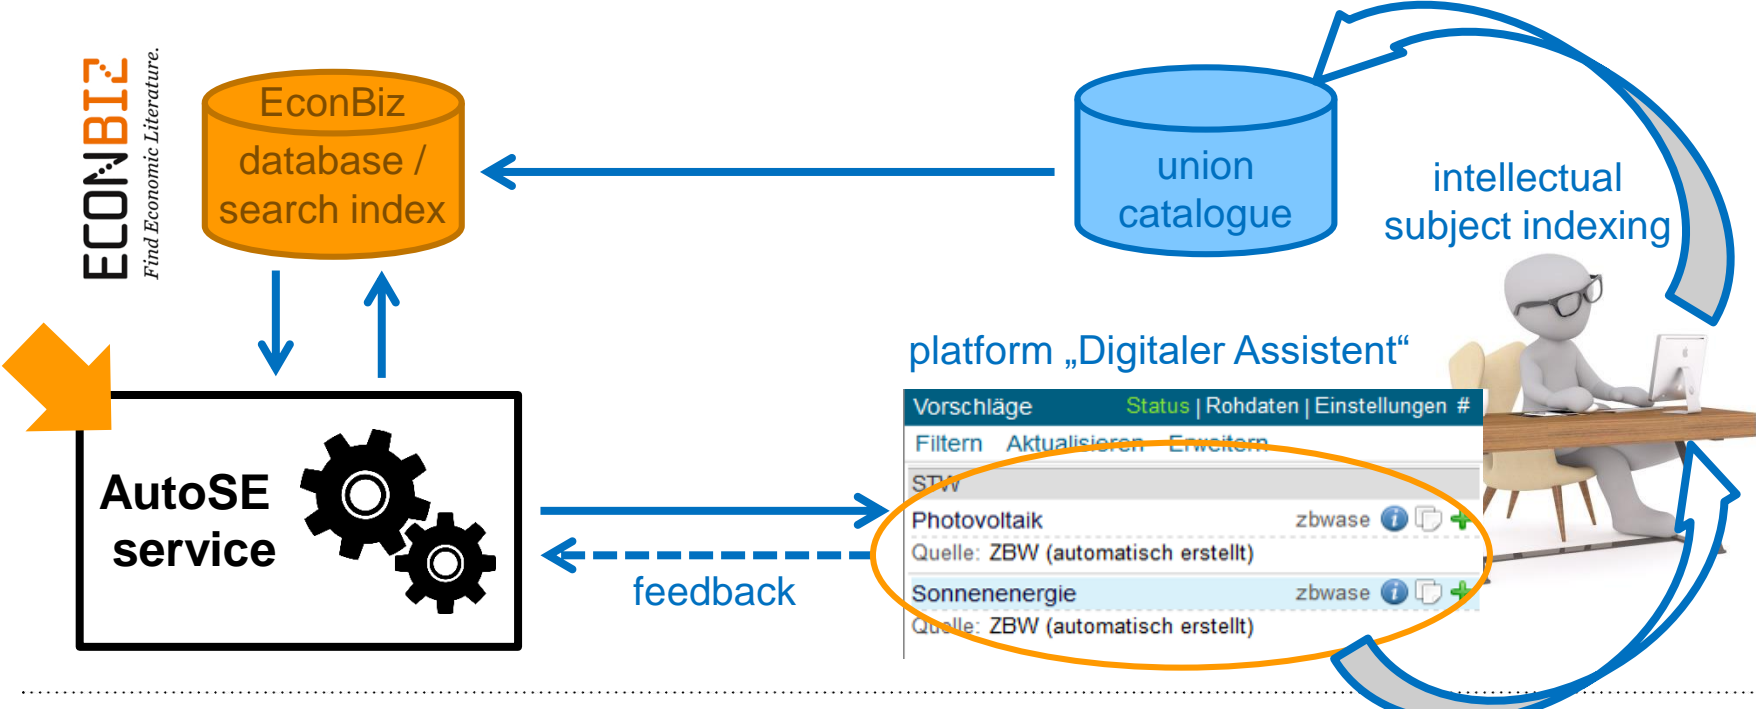 ECONBIZ
Find Economic Literature.
EconBiz
database /
search index
union
catalogue
intellectual
subject indexing
platform „Digitaler Assistent“
Vorschläge Status | Rohdaten | Einstellungen #
Filtern Aktualisieren Erweitern
STW
Photovoltaik zbwase
Quelle: ZBW (automatisch erstellt)
Sonnenenergie zbwase
Quelle: ZBW (automatisch erstellt)
AutoSE
service
feedback